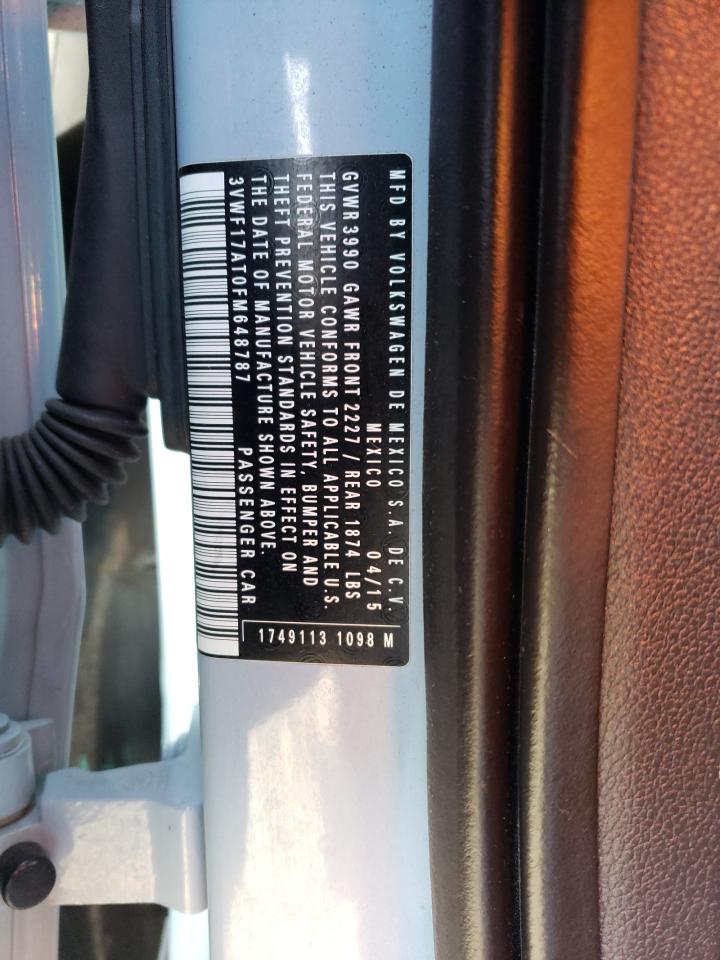 MFD BY VOLKSWAGEN DE MEXICO S.A. DE C.V.
MEXICO 04/15
GVWR 3990 GAWR FRONT 2227 / REAR 1874 LBS
THIS VEHICLE CONFORMS TO ALL APPLICABLE U.S.
FEDERAL MOTOR VEHICLE SAFETY, BUMPER AND
THEFT PREVENTION STANDARDS IN EFFECT ON
THE DATE OF MANUFACTURE SHOWN ABOVE.
3VWF17AT0FM648787 PASSENGER CAR
1749113 1098 M